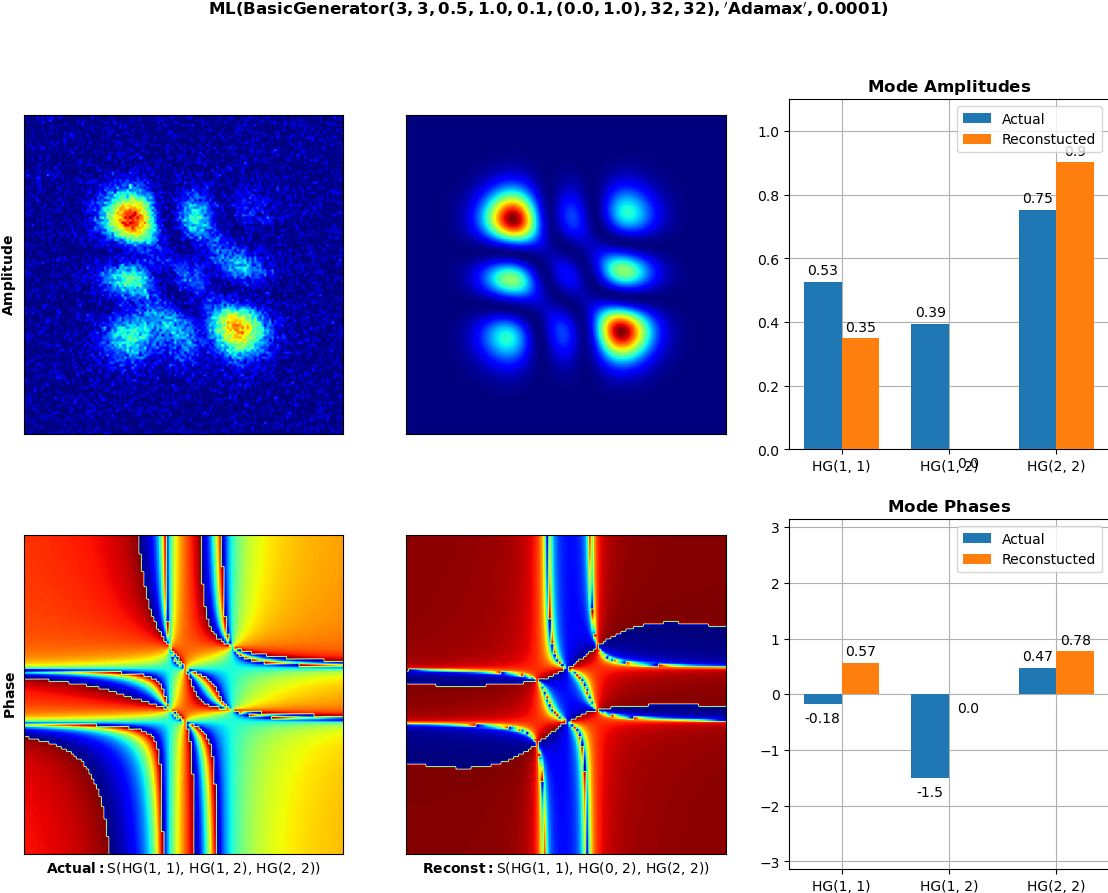 ML(BasicGenerator(3, 3, 0.5, 1.0, 0.1, (0.0, 1.0), 32, 32), ′Adamax′, 0.0001)
Amplitude
Mode Amplitudes
Actual
Reconstucted
1.0
0.8
0.6
0.4
0.2
0.0
0.53
0.35
0.39
0.0
0.75
0.9
HG(1, 1)
HG(1, 2)
HG(2, 2)
Phase
Actual: S(HG(1, 1), HG(1, 2), HG(2, 2))
Reconst: S(HG(1, 1), HG(0, 2), HG(2, 2))
Mode Phases
Actual
Reconstucted
3
2
1
0
−1
−2
−3
-0.18
0.57
-1.5
0.0
0.47
0.78
HG(1, 1)
HG(1, 2)
HG(2, 2)